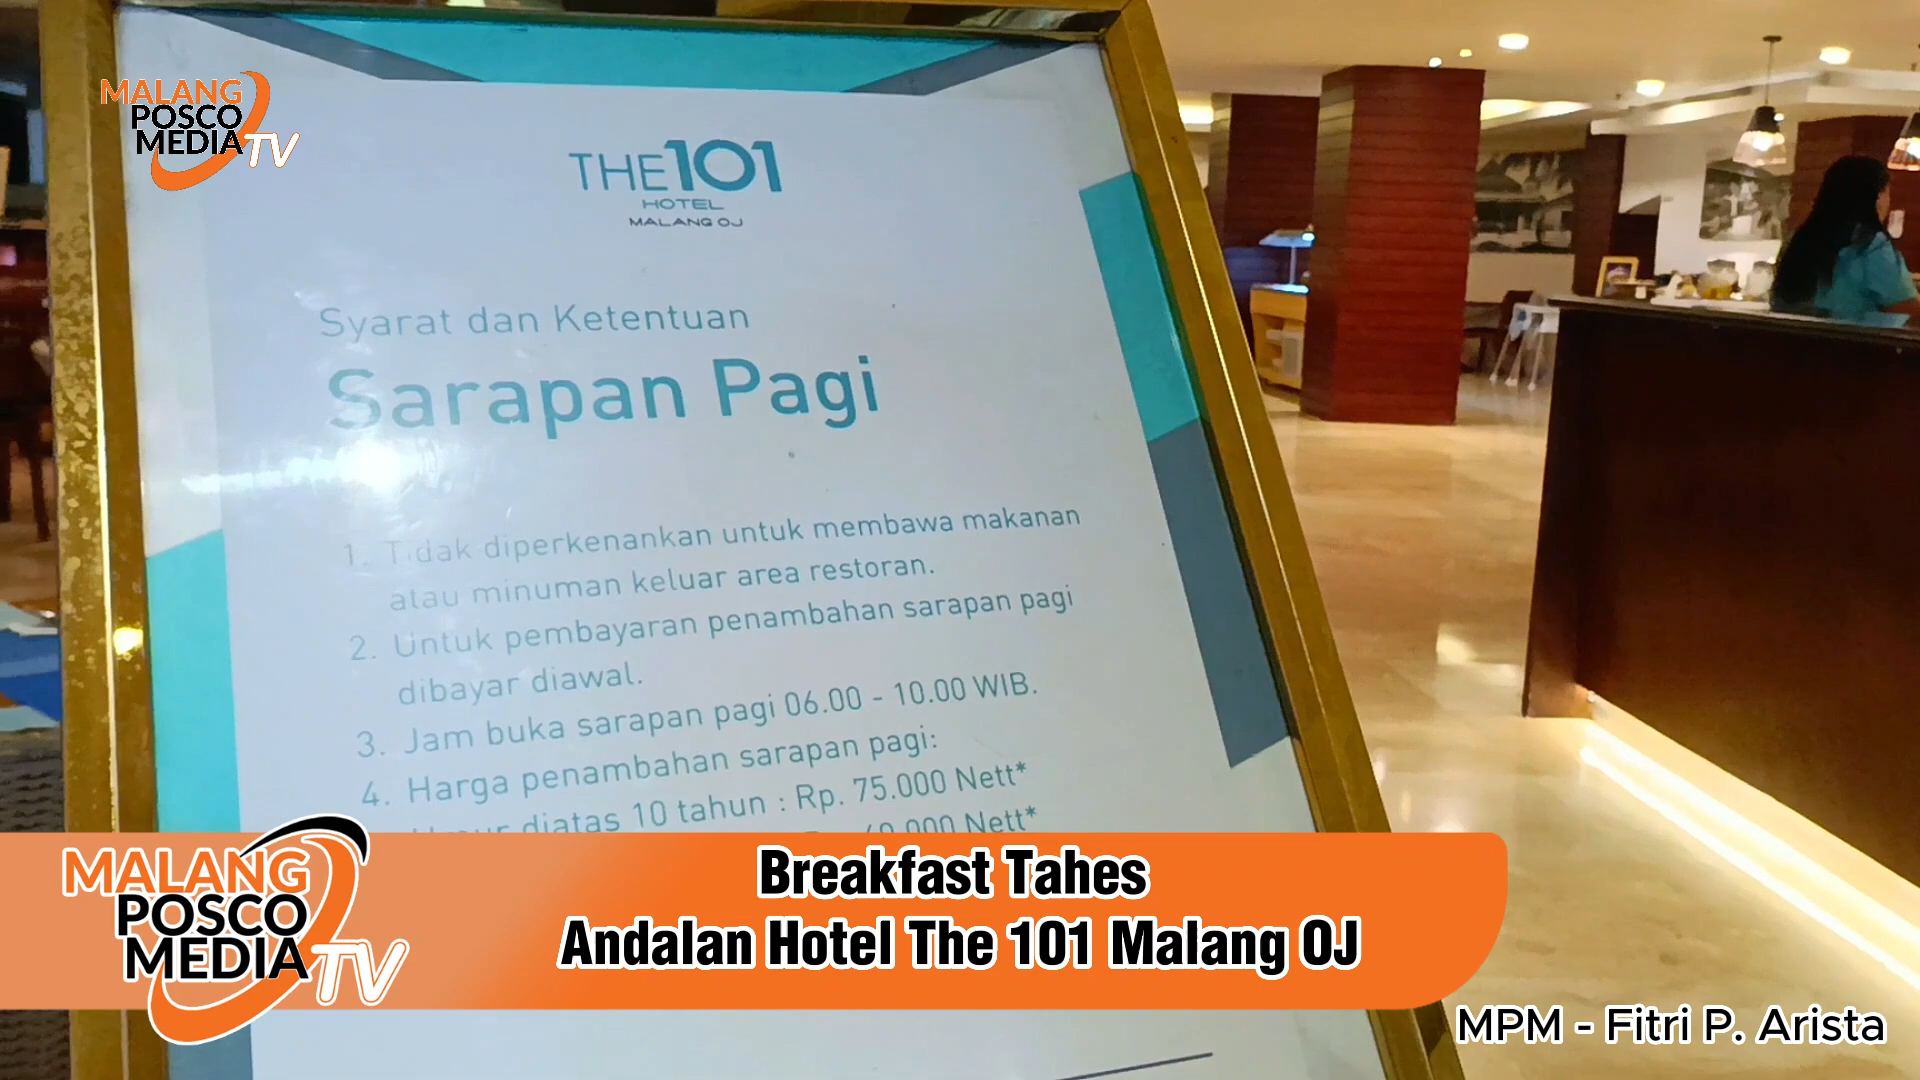 MALANG
POSCO
MEDIA TV
THE 101
HOTEL
MALANG OJ
Syarat dan Ketentuan
Sarapan Pagi
1. Tidak diperkenankan untuk membawa makanan
atau minuman keluar area restoran.
2. Untuk pembayaran penambahan sarapan pagi
dibayar diawal.
3. Jam buka sarapan pagi 06.00 - 10.00 WIB.
4. Harga penambahan sarapan pagi:
diatas 10 tahun : Rp. 75.000 Nett*
Nett*
MALANG
POSCO
MEDIA TV
Breakfast Tahes
Andalan Hotel The 101 Malang OJ
MPM - Fitri P. Arista